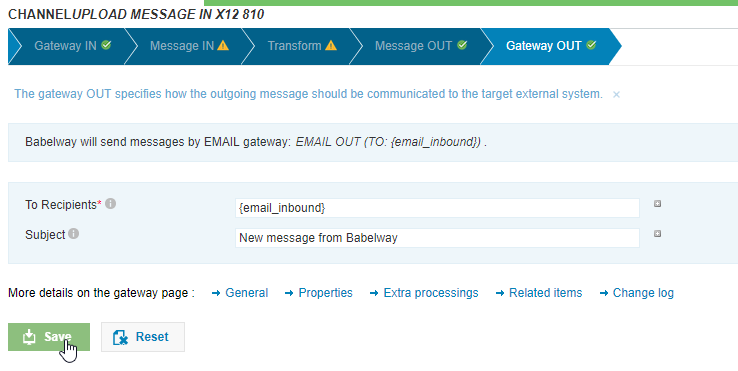 CHANNELUPLOAD MESSAGE IN X12 810
Gateway IN Message IN Transform Message OUT Gateway OUT
The gateway OUT specifies how the outgoing message should be communicated to the target external system. ×
Babelway will send messages by EMAIL gateway: EMAIL OUT (TO: {email_inbound}) .
To Recipients* {email_inbound}
Subject New message from Babelway
More details on the gateway page : General Properties Extra processings Related items Change log
Save Reset